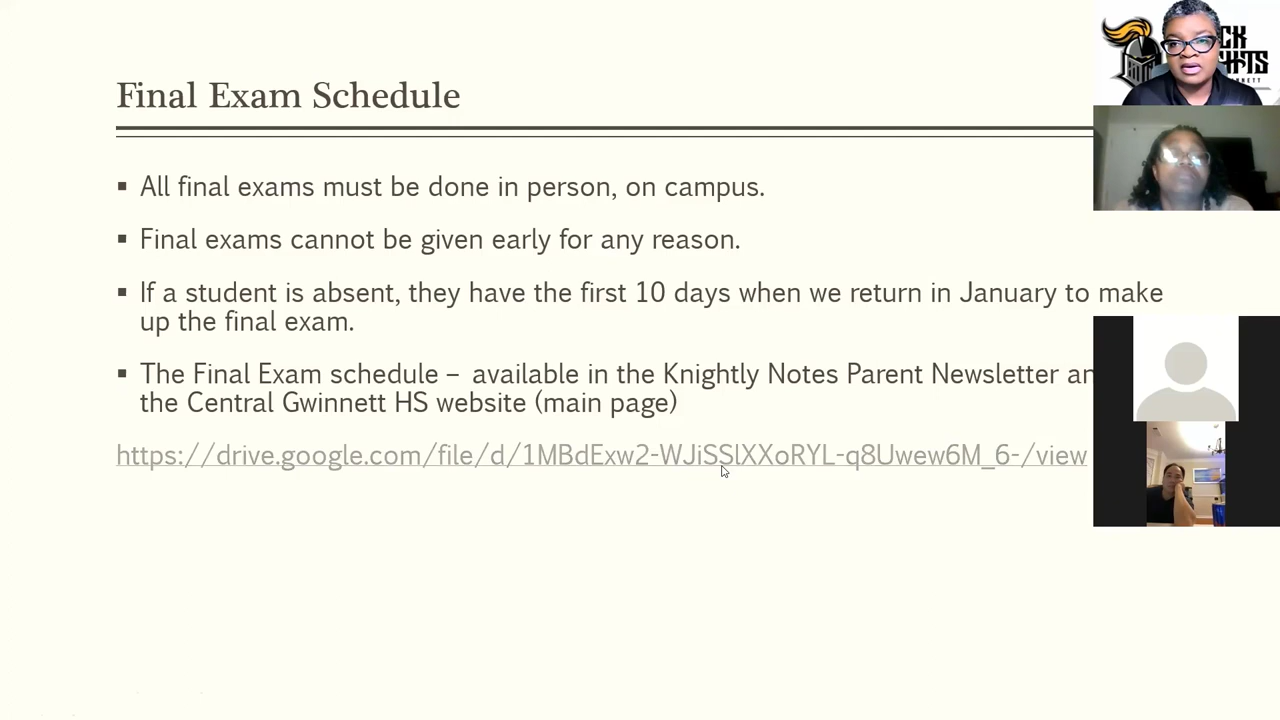 Final Exam Schedule
▪ All final exams must be done in person, on campus.
▪ Final exams cannot be given early for any reason.
▪ If a student is absent, they have the first 10 days when we return in January to make
up the final exam.
▪ The Final Exam schedule – available in the Knightly Notes Parent Newsletter an
the Central Gwinnett HS website (main page)
https://drive.google.com/file/d/1MBdExw2-WJiSSlXXoRYL-q8Uwew6M_6-/view